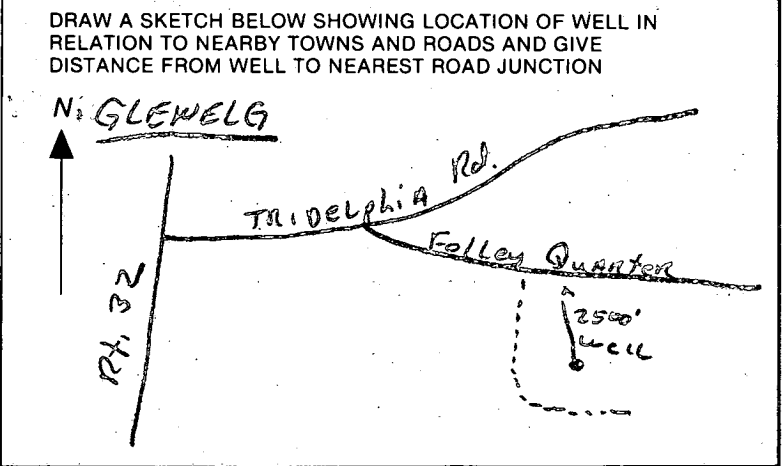 DRAW A SKETCH BELOW SHOWING LOCATION OF WELL IN
RELATION TO NEARBY TOWNS AND ROADS AND GIVE
DISTANCE FROM WELL TO NEAREST ROAD JUNCTION
N
GLENELG
TRIDELPhiA Rd.
Folley QuARTER
Rt. 32
2500'
well